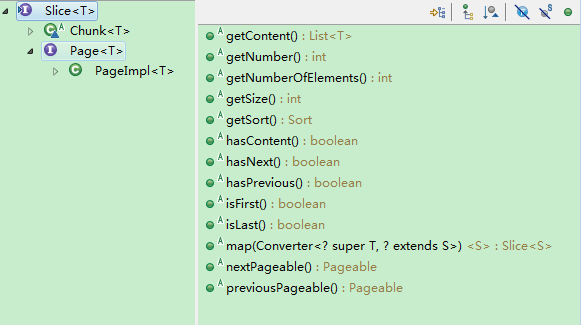 Slice<T>
Chunk<T>
Page<T>
PageImpl<T>
getContent() : List<T>
getNumber() : int
getNumberOfElements() : int
getSize() : int
getSort() : Sort
hasContent() : boolean
hasNext() : boolean
hasPrevious() : boolean
isFirst() : boolean
isLast() : boolean
map(Converter<? super T, ? extends S>) <S> : Slice<S>
nextPageable() : Pageable
previousPageable() : Pageable